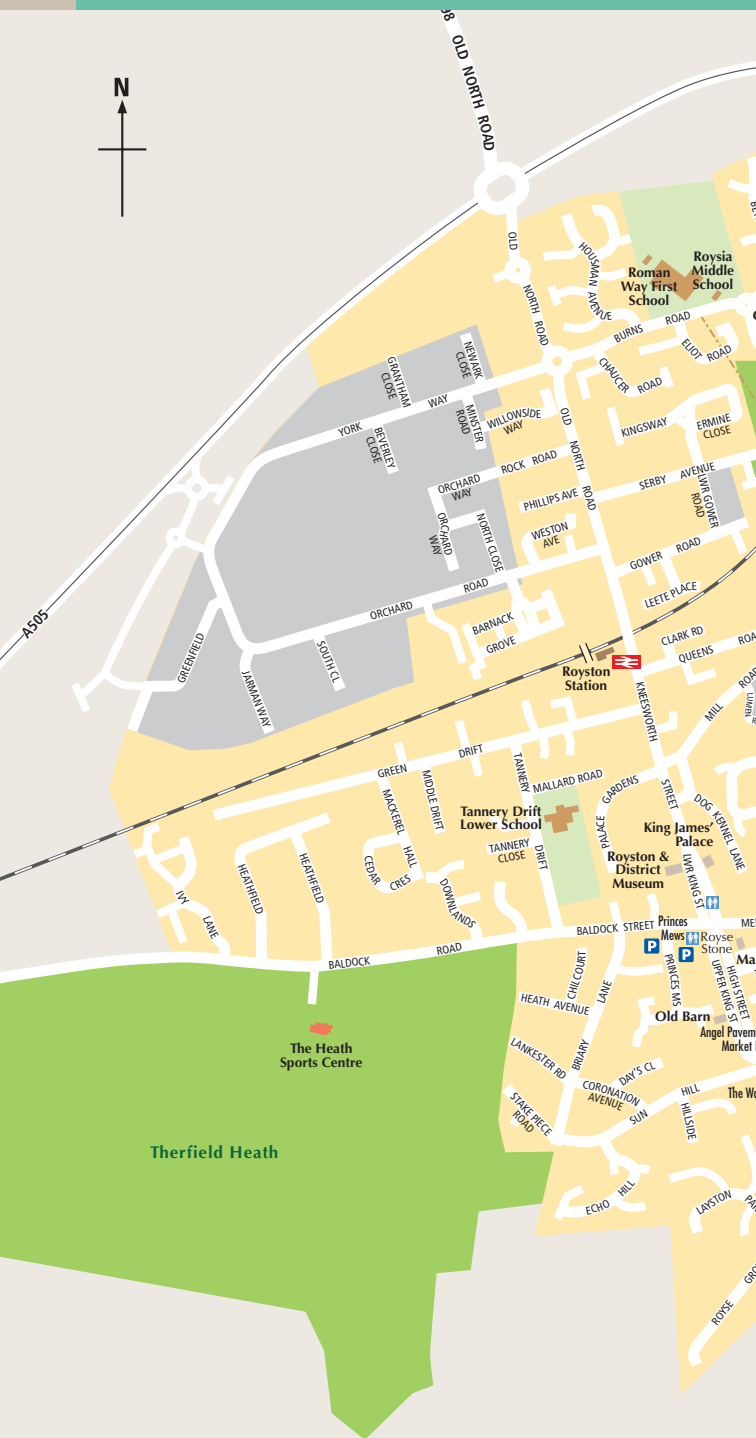 OLD NORTH ROAD
N
OLD
NORTH ROAD
HOUSMAN AVENUE
Roman
Way First
School
Roysia
Middle
School
BURNS
ROAD
ELIOT
ROAD
CHAUCER
ROAD
NEWARK
CLOSE
GRANTHAM
CLOSE
YORK
WAY
MINSTER
ROAD
BEVERLEY
CLOSE
WILLOWSIDE
WAY
OLD
NORTH
ROAD
KINGSWAY
ERMINE
CLOSE
ROCK ROAD
ORCHARD
WAY
SERBY
AVENUE
PHILLIPS AVE
LWR GOWER
ROAD
ORCHARD
WAY
NORTH CLOSE
WESTON
AVE
GOWER
ROAD
LEETE PLACE
ORCHARD
ROAD
A505
GREENFIELD
BARNACK
GROVE
CLARK RD
QUEENS
SOUTH CL
JARMAN WAY
Royston
Station
KNEESWORTH
STREET
MILL
ROAD
LUMEN
GREEN
DRIFT
TANNERY
DRIFT
MALLARD ROAD
MIDDLE DRIFT
MACKEREL
HALL
PALACE
GARDENS
Tannery Drift
Lower School
TANNERY
CLOSE
DOG KENNEL LANE
King James'
Palace
Royston &
District
Museum
LWR KING ST
CEDAR
CRES
HEATHFIELD
HEATHFIELD
IVY
LANE
DOWNLANDS
BALDOCK STREET
Princes
Mews
P
P
Royse
Stone
BALDOCK
ROAD
CHILCOURT
PRINCES MS
UPPER KING ST
HIGH STREET
HEATH AVENUE
BRIARY
LANE
Old Barn
The Heath
Sports Centre
LANKESTER RD
DAY'S CL
CORONATION
AVENUE
STAKE PIECE
ROAD
SUN
HILL
HILLSIDE
Therfield Heath
ECHO
HILL
LAYSTON
ROYSE